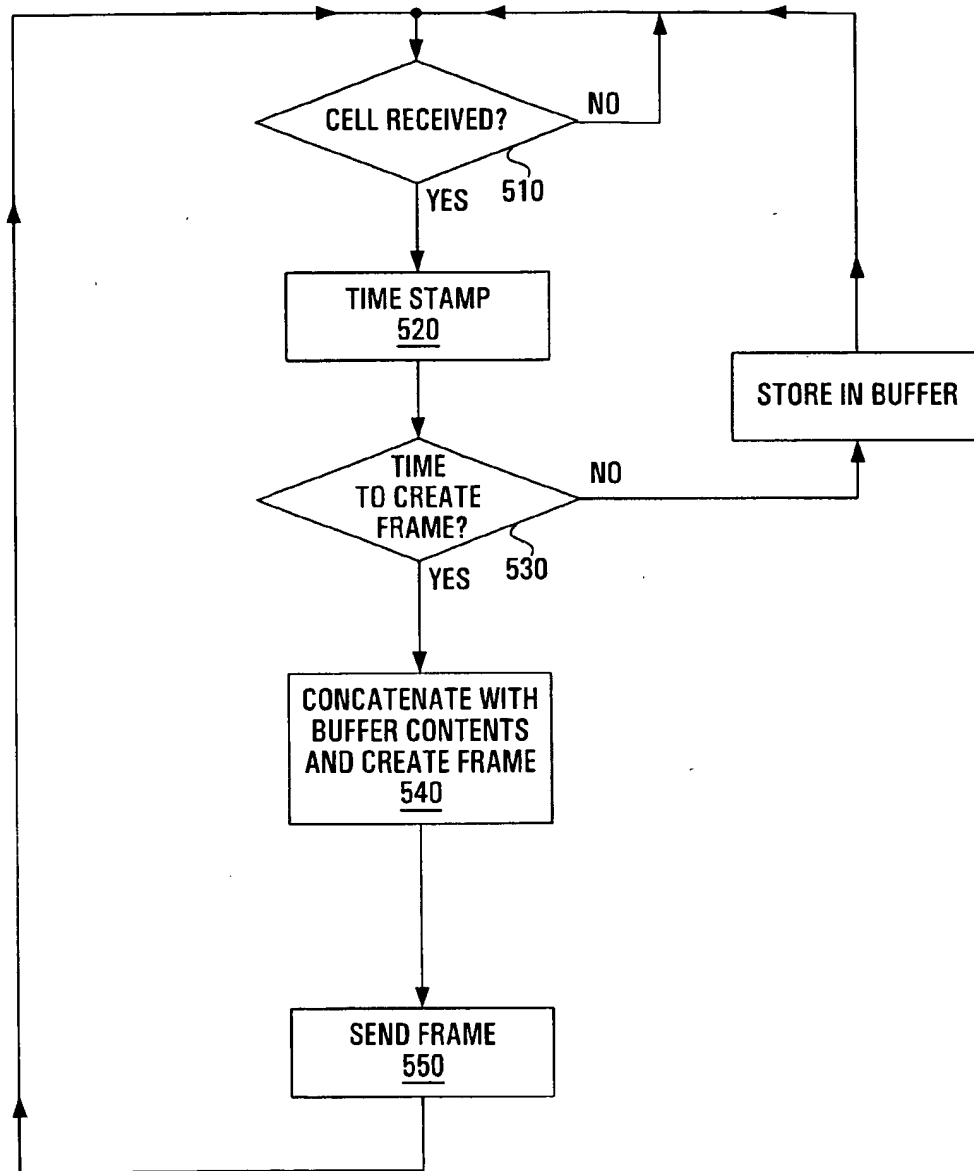 CELL RECEIVED?
NO
510
YES
TIME STAMP
520
STORE IN BUFFER
TIME
TO CREATE
FRAME?
NO
530
YES
CONCATENATE WITH
BUFFER CONTENTS
AND CREATE FRAME
540
SEND FRAME
550